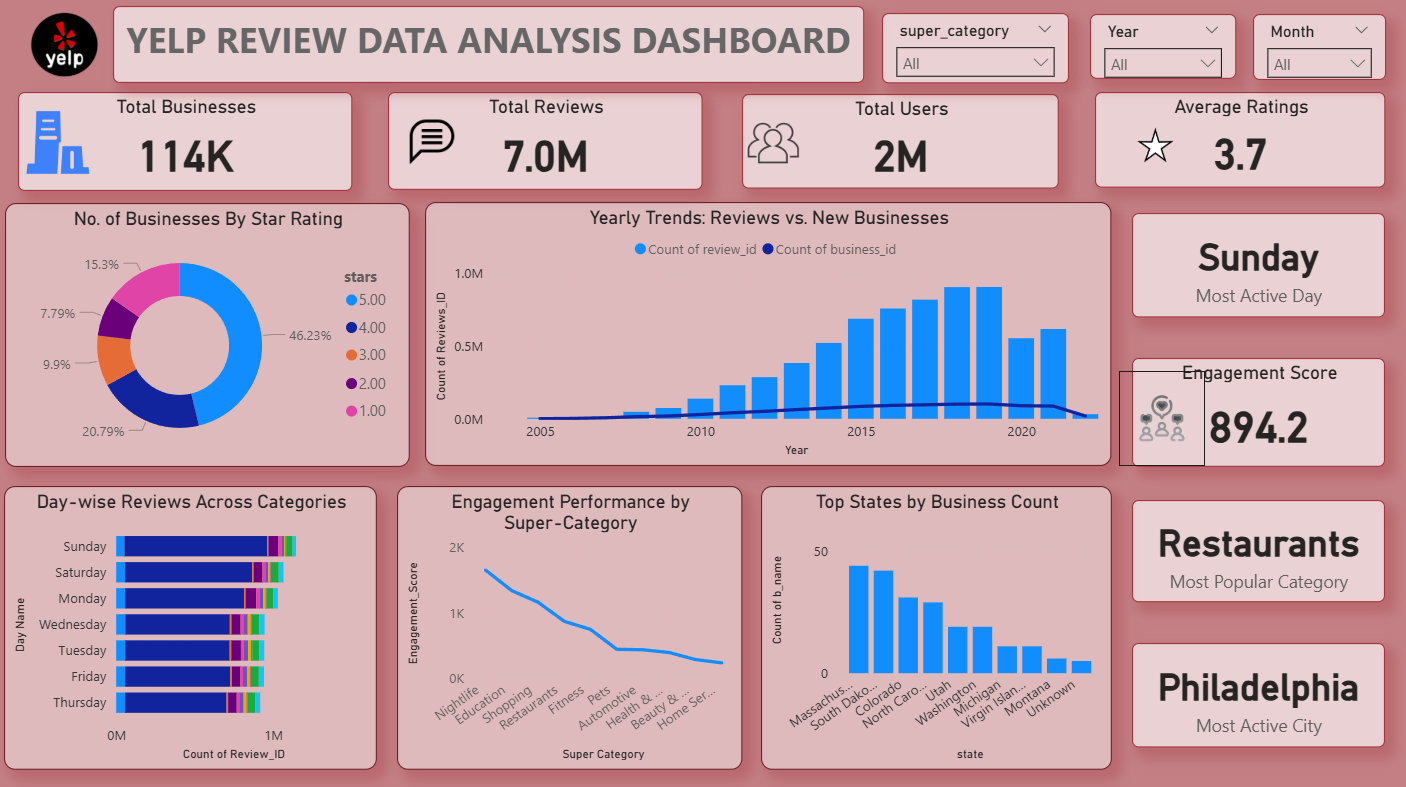 yelp
YELP REVIEW DATA ANALYSIS DASHBOARD
super_category
All
Year
All
Month
All
Total Businesses
114K
Total Reviews
7.0M
Total Users
2M
Average Ratings
3.7
No. of Businesses By Star Rating
15.3%
7.79%
9.9%
20.79%
46.23%
stars
5.00
4.00
3.00
2.00
1.00
Yearly Trends: Reviews vs. New Businesses
Count of review_id
Count of business_id
Count of Reviews_ID
1.0M
0.5M
0.0M
2005
2010
2015
2020
Year
Sunday
Most Active Day
Engagement Score
894.2
Day-wise Reviews Across Categories
Day Name
Sunday
Saturday
Monday
Wednesday
Tuesday
Friday
Thursday
0M
1M
Count of Review_ID
Engagement Performance by
Super-Category
Engagement_Score
2K
1K
0K
Nightlife
Education
Shopping
Restaurants
Fitness
Pets
Automotive
Health & ...
Beauty & ...
Home Ser...
Super Category
Top States by Business Count
Count of b_name
50
0
Massachus...
South Dako...
Colorado
North Caro...
Utah
Washington
Michigan
Virgin Islan...
Montana
Unknown
state
Restaurants
Most Popular Category
Philadelphia
Most Active City